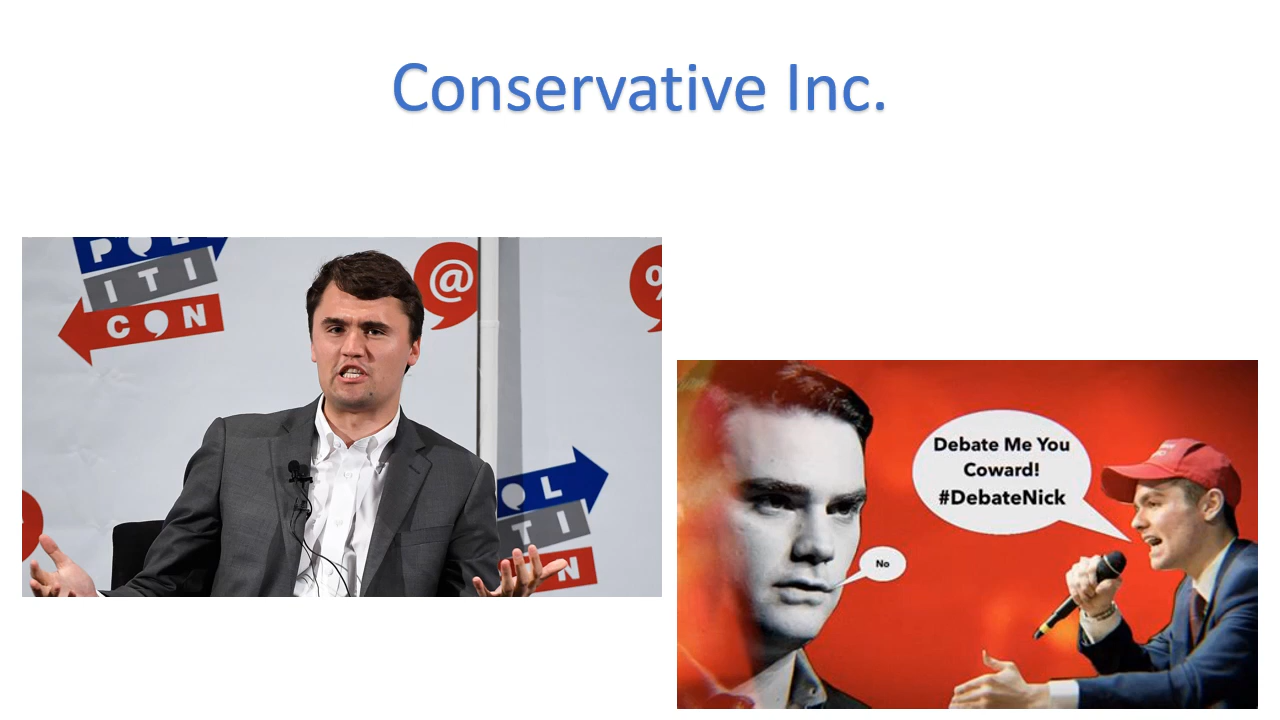 Conservative Inc.
POL
ITI
CON
@
POL
ITI
CON
Debate Me You
Coward!
#DebateNick
No